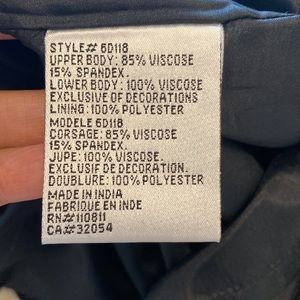 STYLE# 6D118
UPPER BODY: 85% VISCOSE
15% SPANDEX.
LOWER BODY: 100% VISCOSE
EXCLUSIVE OF DECORATIONS
LINING: 100% POLYESTER
MODELE 6D118
CORSAGE: 85% VISCOSE
15% SPANDEX.
JUPE: 100% VISCOSE.
EXCLUSIF DE DECORATION.
DOUBLURE: 100% POLYESTER
MADE IN INDIA
FABRIQUE EN INDE
RN#110811
CA#32054